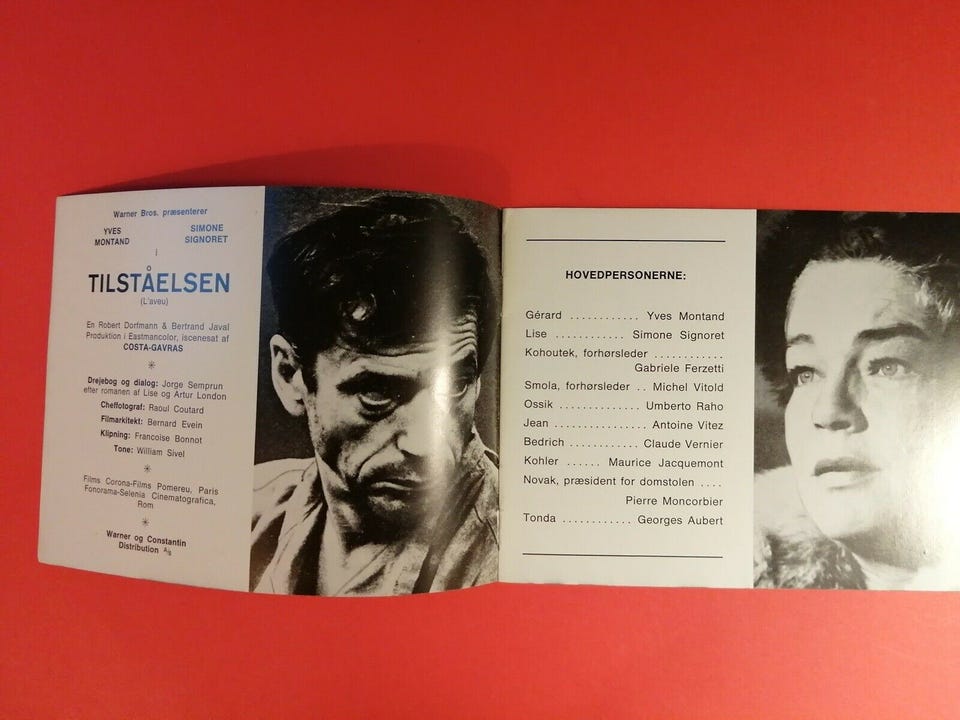 Warner Bros. præsenterer
YVES MONTAND
SIMONE SIGNORET
i
TILSTÅELSEN
(L'aveu)
En Robert Dorfmann & Bertrand Javal
Produktion i Eastmancolor, iscenesat af
COSTA-GAVRAS
Drejebog og dialog: Jorge Semprun
efter romanen af Lise og Artur London
Cheffotograf: Raoul Coutard
Filmarkitekt: Bernard Evein
Klipning: Francoise Bonnot
Tone: William Sivel
Films Corona-Films Pomereu, Paris
Fonorama-Selenia Cinematografica,
Rom
Warner og Constantin
Distribution A/S
HOVEDPERSONERNE:
Gérard ............ Yves Montand
Lise ............ Simone Signoret
Kohoutek, forhørsleder ............
Gabriele Ferzetti
Smola, forhørsleder .. Michel Vitold
Ossik .............. Umberto Raho
Jean ................ Antoine Vitez
Bedrich ............ Claude Vernier
Kohler ...... Maurice Jacquemont
Novak, præsident for domstolen ....
Pierre Moncorbier
Tonda ............ Georges Aubert